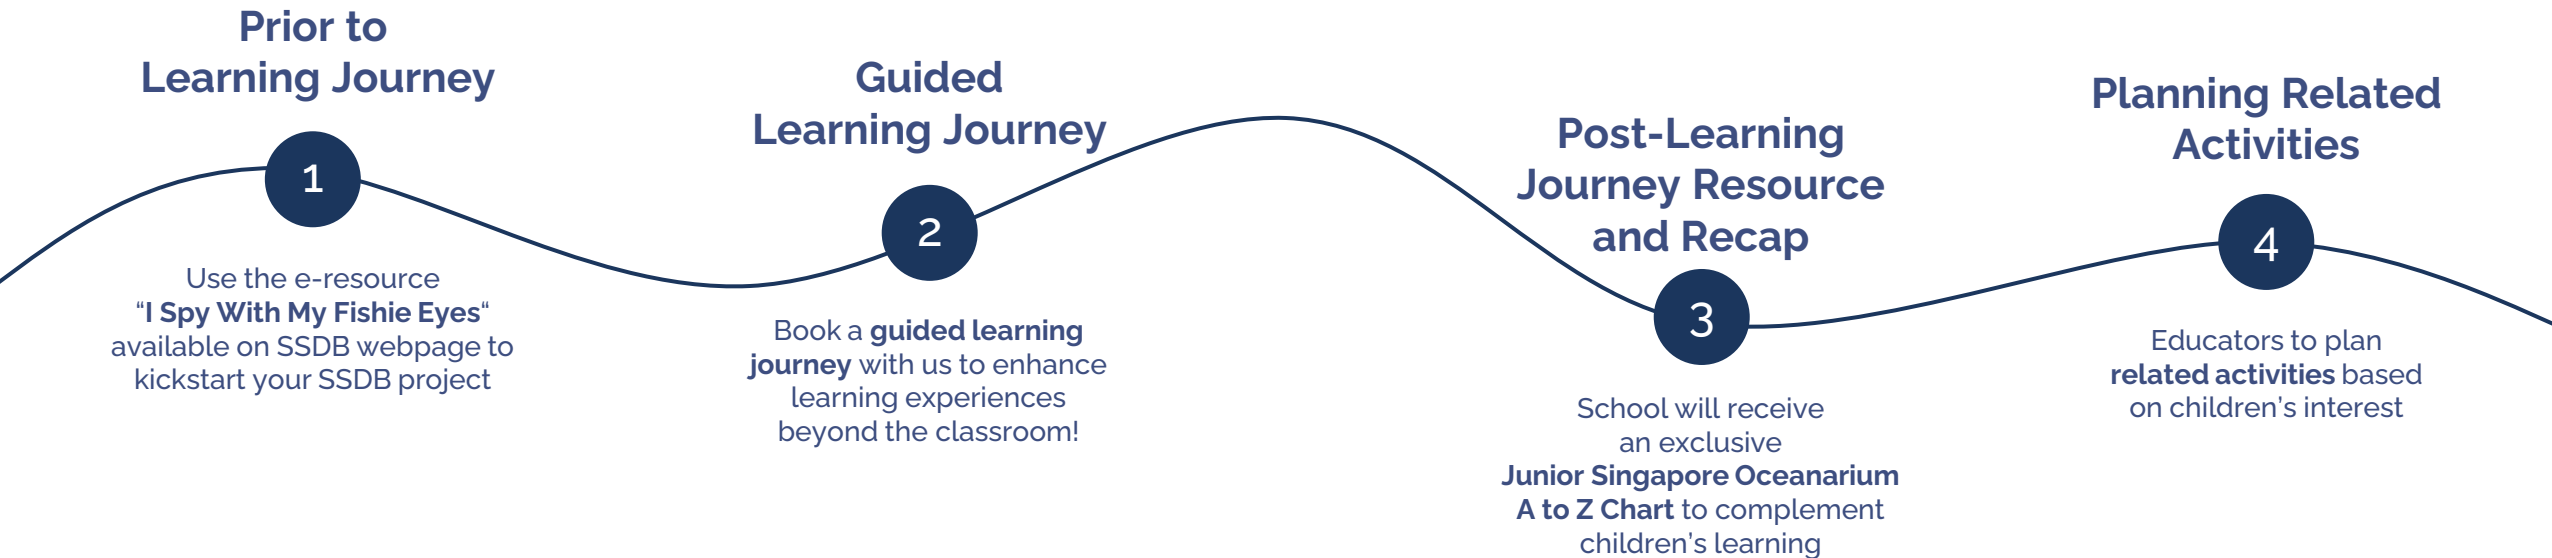 Prior to
Learning Journey
1
Use the e-resource
“I Spy With My Fishie Eyes“
available on SSDB webpage to
kickstart your SSDB project
Guided
Learning Journey
2
Book a guided learning
journey with us to enhance
learning experiences
beyond the classroom!
Post-Learning
Journey Resource
and Recap
3
School will receive
an exclusive
Junior Singapore Oceanarium
A to Z Chart to complement
children’s learning
Planning Related
Activities
4
Educators to plan
related activities based
on children’s interest